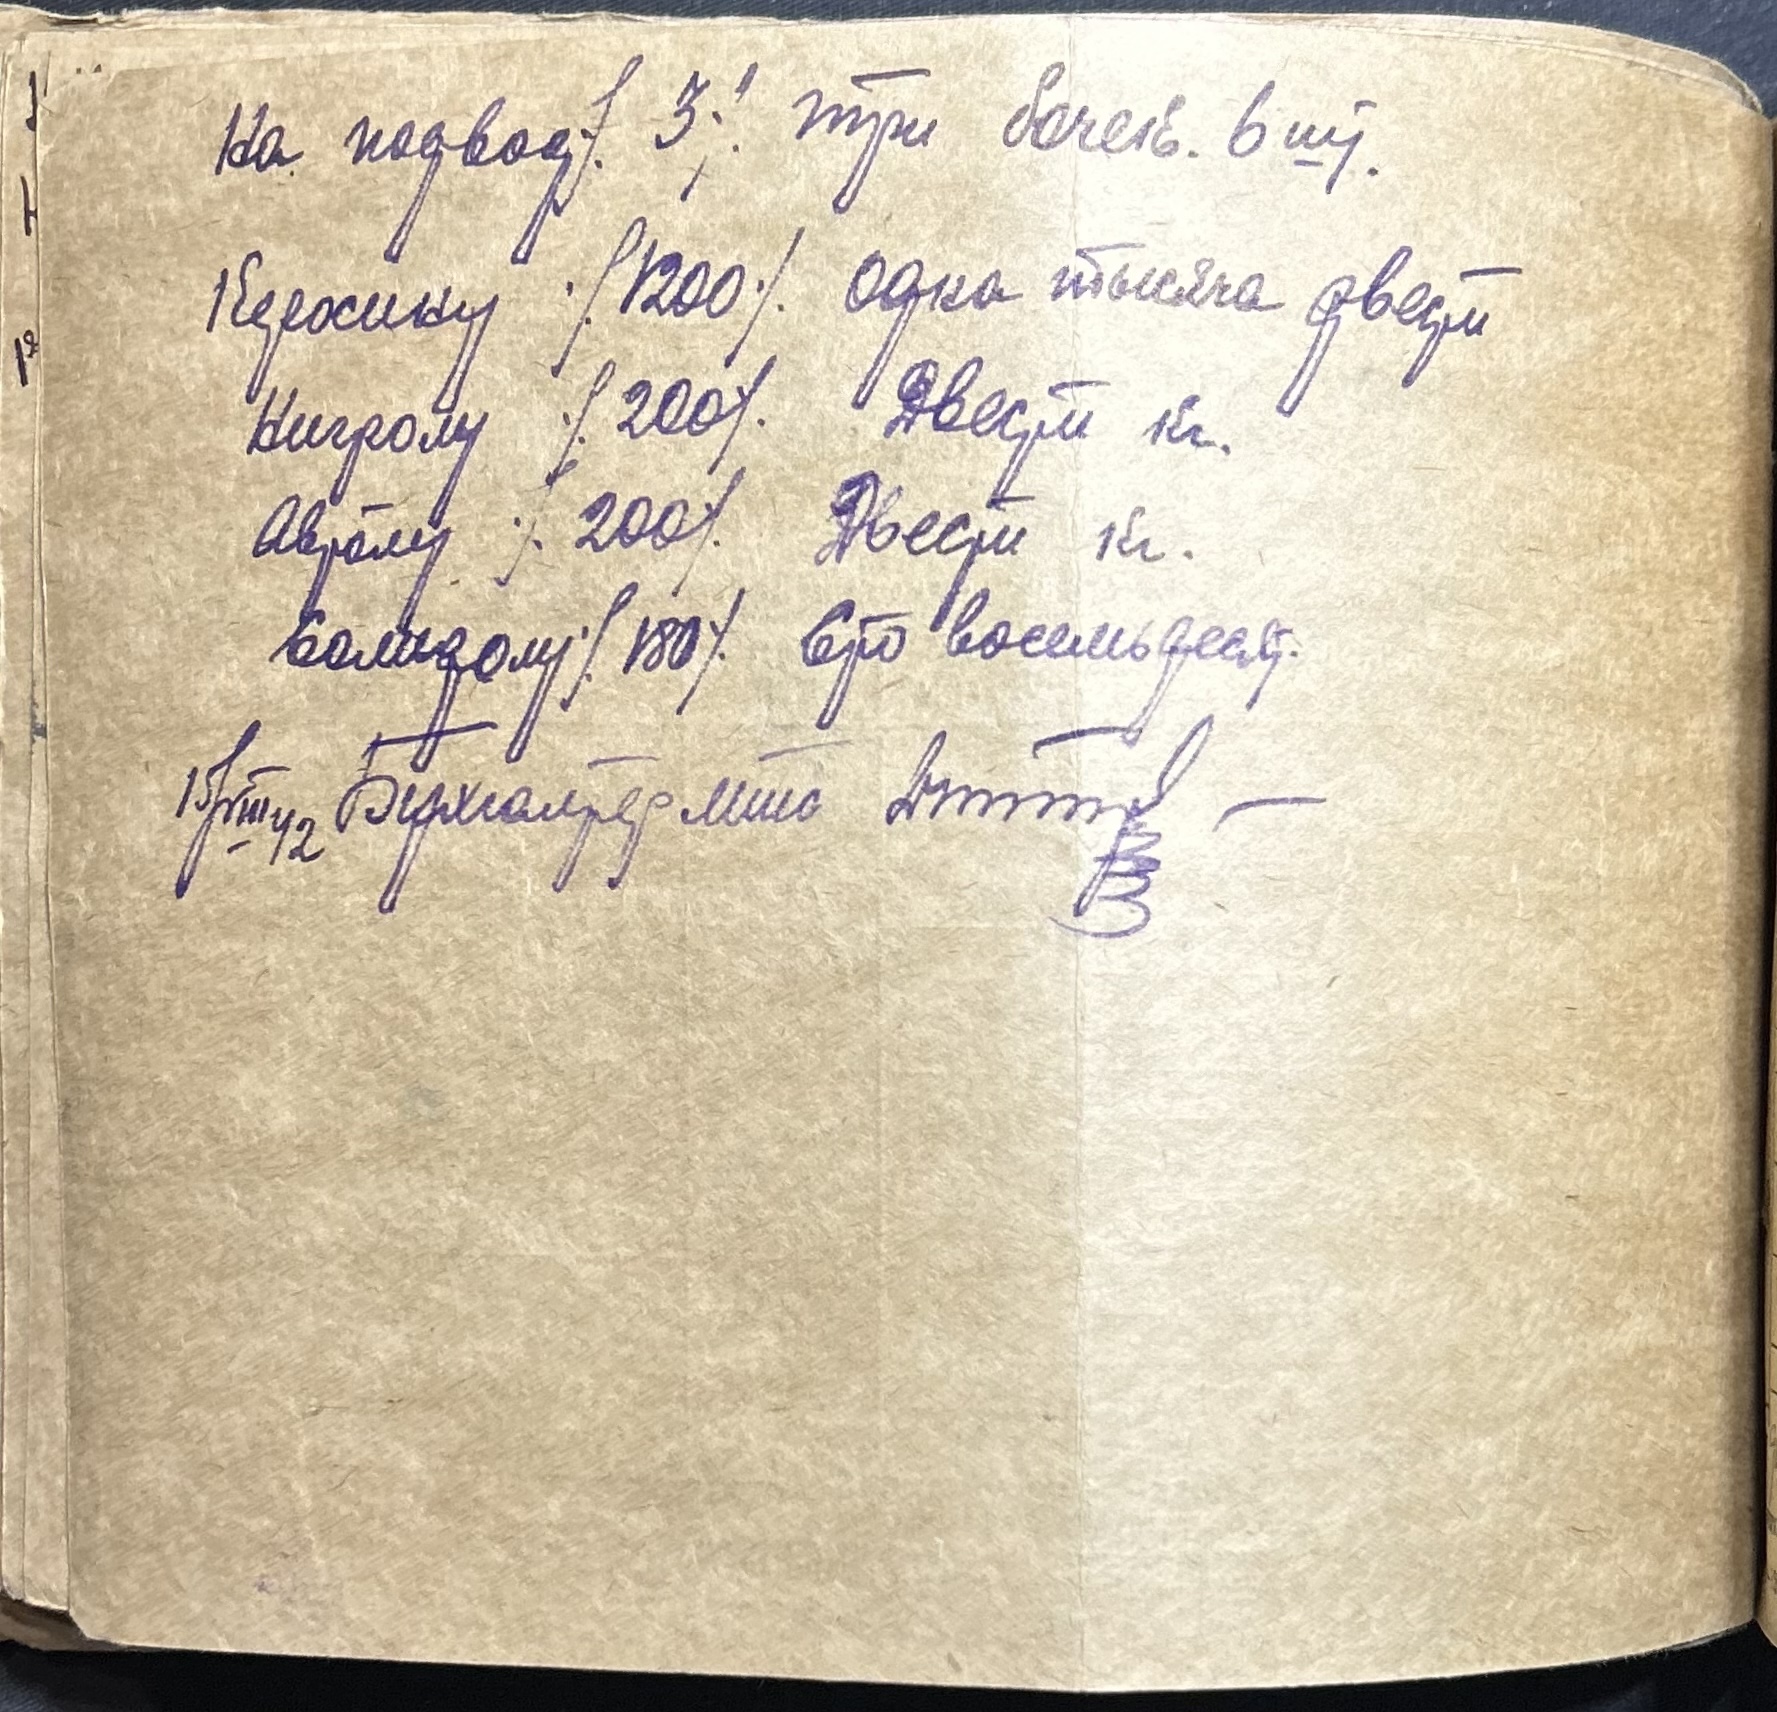 На подвод ./. 3 ./. три бочек. 6 шт.
Керосину ./. 1200 ./. одна тысяча двести
Нигролу ./. 200 ./. Двести кг.
Автолу ./. 200 ./. Двести кг.
Солидолу ./. 180 ./. Сто восемьдесят.
15/VIII 42 Бухгалтер мтс